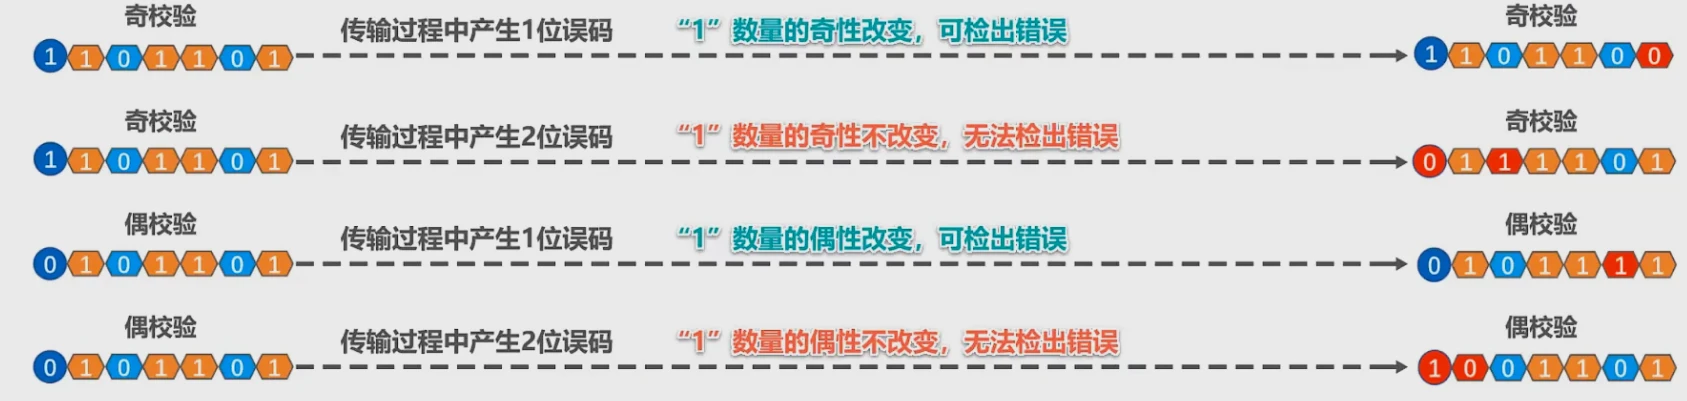 奇校验
传输过程中产生1位误码
“1”数量的奇性改变，可检出错误
奇校验
1 1 0 1 1 0 1
1 1 0 1 1 0 0
奇校验
传输过程中产生2位误码
“1”数量的奇性不改变，无法检出错误
奇校验
1 1 0 1 1 0 1
0 1 1 1 1 0 1
偶校验
传输过程中产生1位误码
“1”数量的偶性改变，可检出错误
偶校验
0 1 0 1 1 0 1
0 1 0 1 1 1 1
偶校验
传输过程中产生2位误码
“1”数量的偶性不改变，无法检出错误
偶校验
0 1 0 1 1 0 1
1 0 0 1 1 0 1